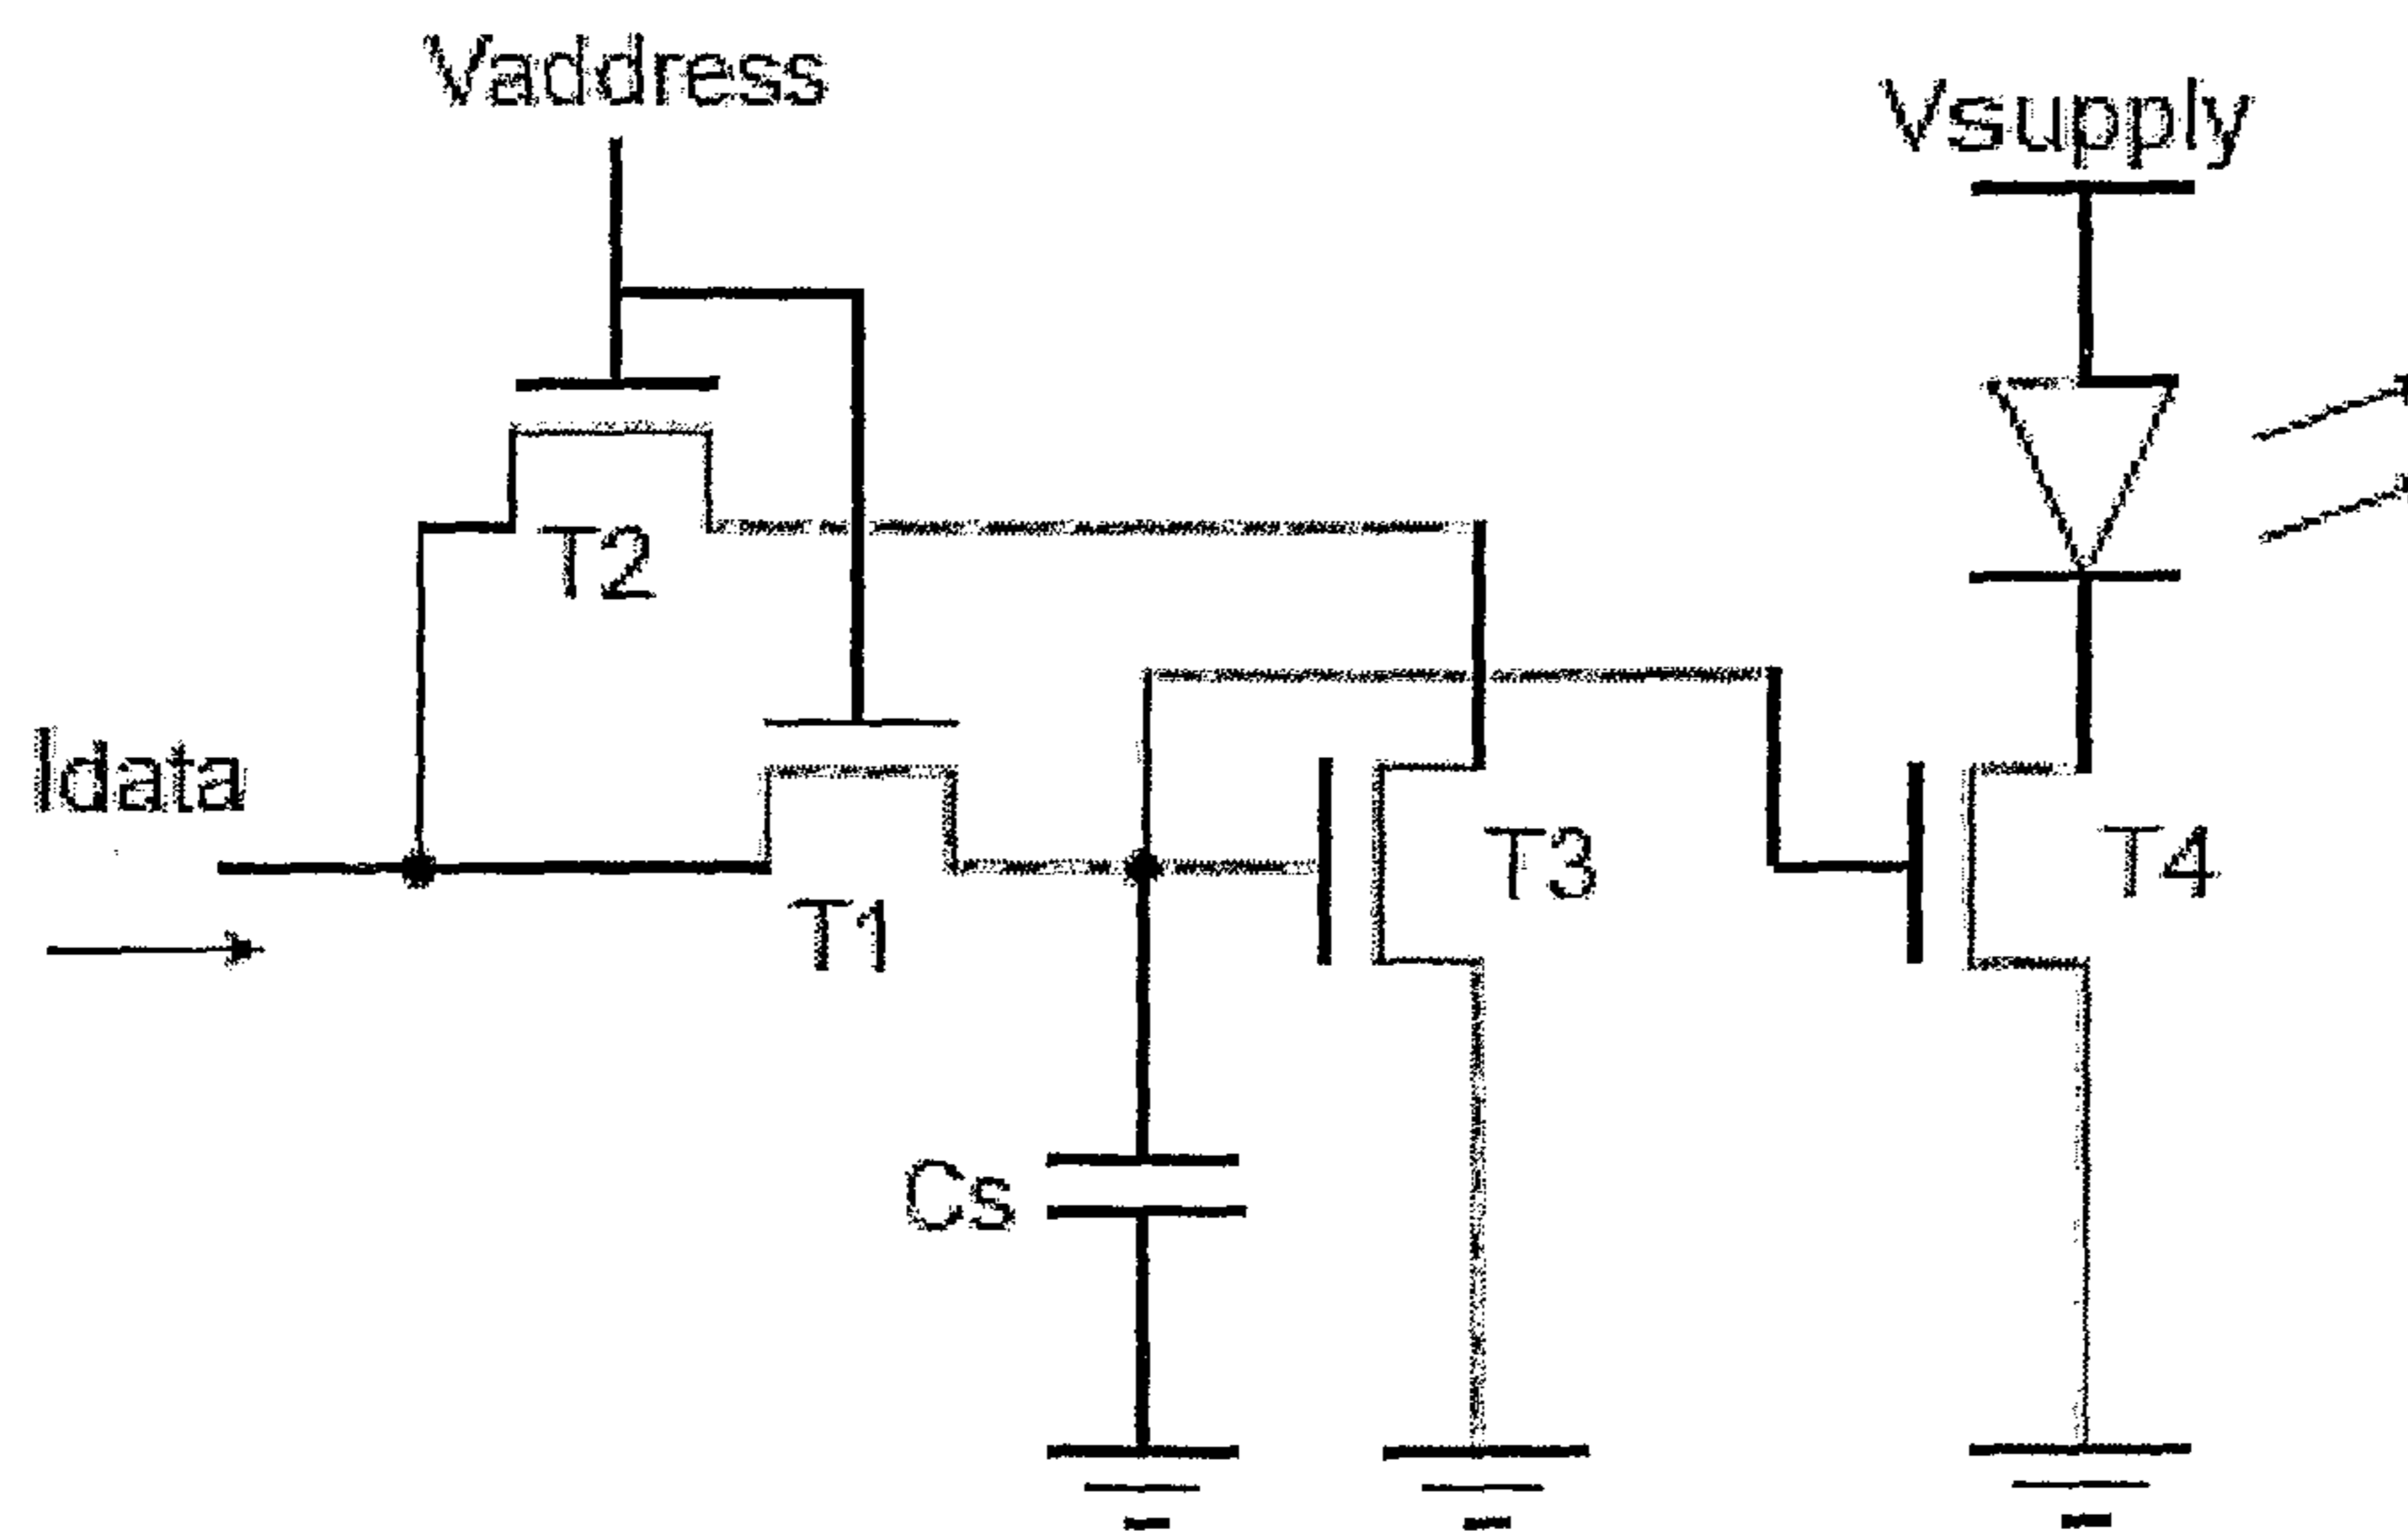 Vaddress
Vsupply
T2
Idata
T3
T4
T1
Cs